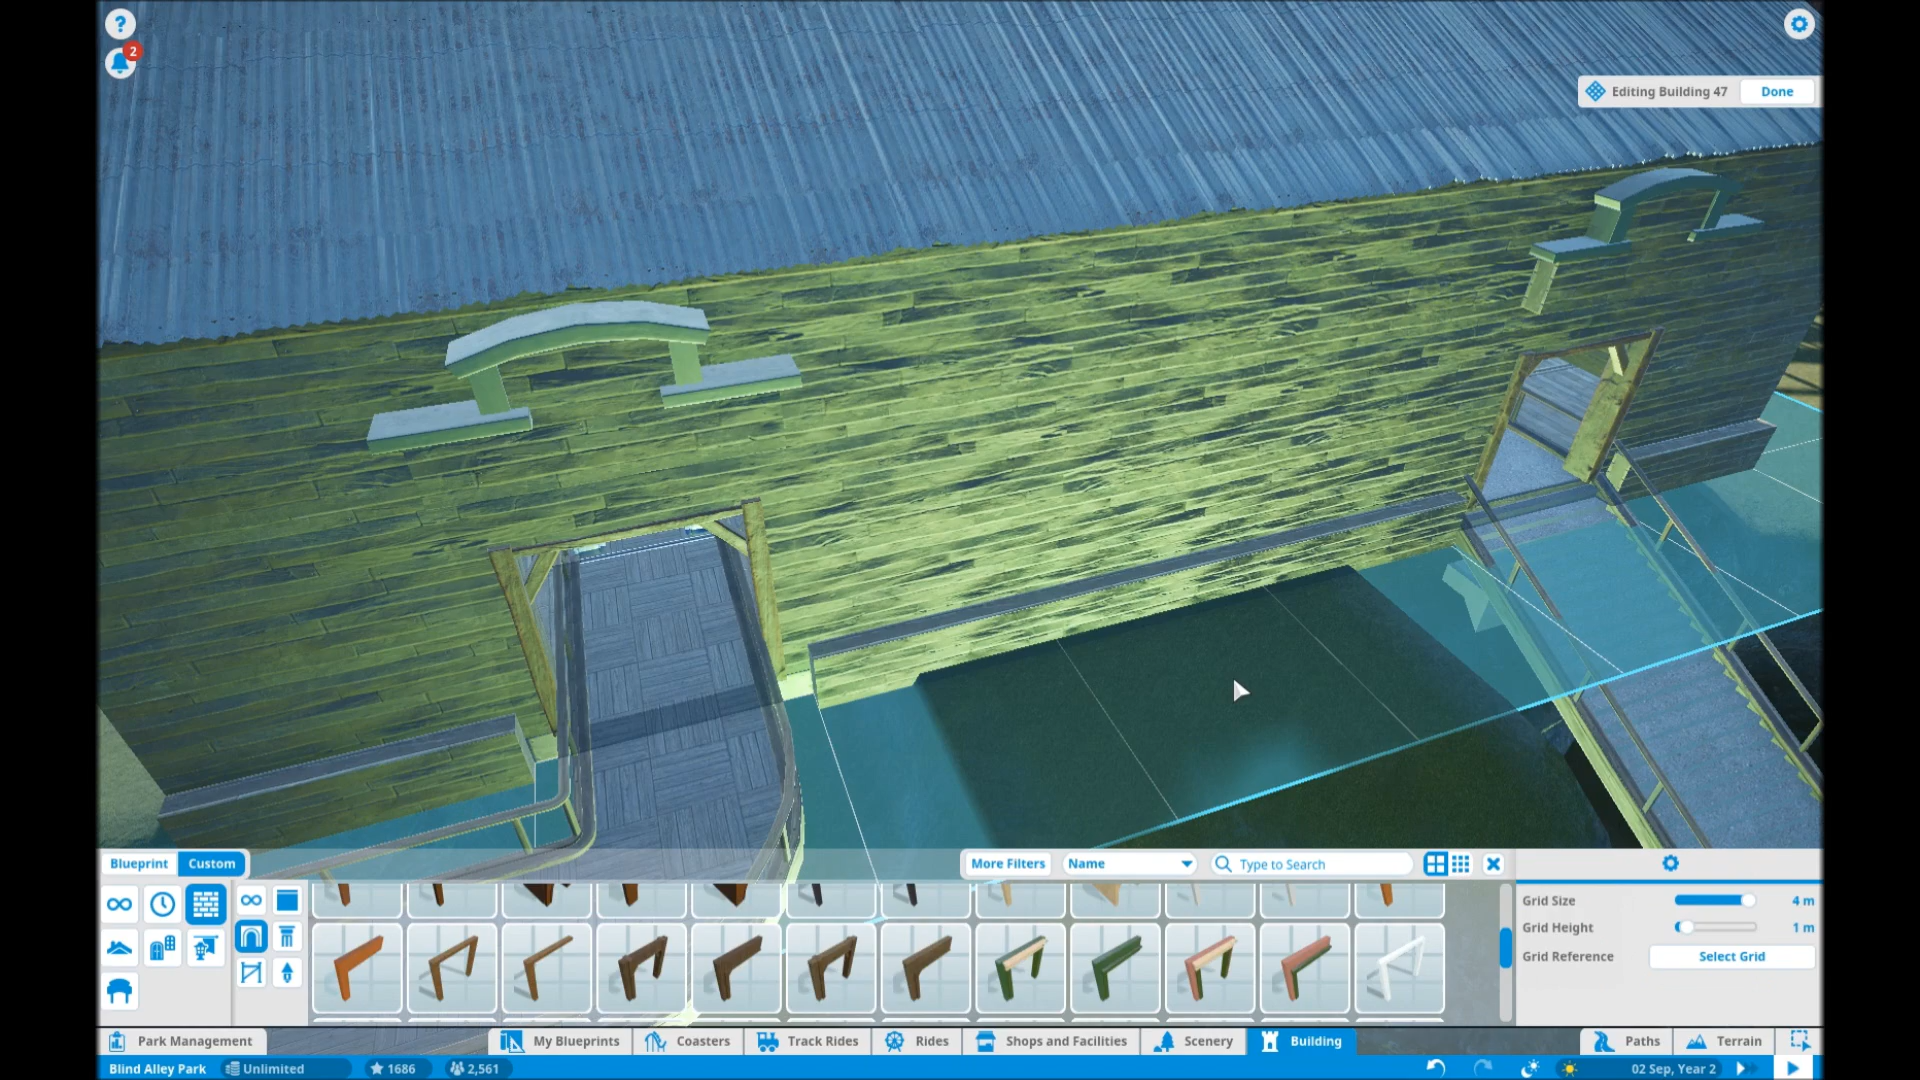 ?
2
Editing Building 47 Done
Blueprint Custom
More Filters Name Type to Search
Grid Size 4 m
Grid Height 1 m
Grid Reference Select Grid
Park Management My Blueprints Coasters Track Rides Rides Shops and Facilities Scenery Building Paths Terrain
Blind Alley Park Unlimited 1686 2,561 02 Sep, Year 2